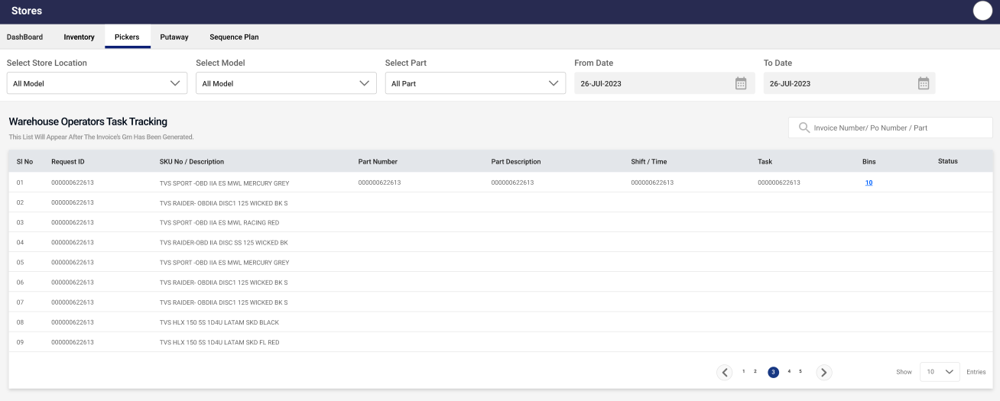 Stores
DashBoard Inventory Pickers Putaway Sequence Plan
Select Store Location Select Model Select Part From Date To Date
All Model All Model All Part 26-JUl-2023 26-JUl-2023
Warehouse Operators Task Tracking
This List Will Appear After The Invoice's Grn Has Been Generated.
Invoice Number/ Po Number / Part
Sl No Request ID SKU No / Description Part Number Part Description Shift / Time Task Bins Status
01 000000622613 TVS SPORT -OBD IIA ES MWL MERCURY GREY 000000622613 000000622613 000000622613 000000622613 10
02 000000622613 TVS RAIDER- OBDIIA DISC1 125 WICKED BK S
03 000000622613 TVS SPORT -OBD IIA ES MWL RACING RED
04 000000622613 TVS RAIDER-OBD IIA DISC SS 125 WICKED BK
05 000000622613 TVS SPORT -OBD IIA ES MWL MERCURY GREY
06 000000622613 TVS RAIDER- OBDIIA DISC1 125 WICKED BK S
07 000000622613 TVS RAIDER- OBDIIA DISC1 125 WICKED BK S
08 000000622613 TVS HLX 150 5S 1D4U LATAM SKD BLACK
09 000000622613 TVS HLX 150 5S 1D4U LATAM SKD FL RED
1 2 3 4 5 Show 10 Entries